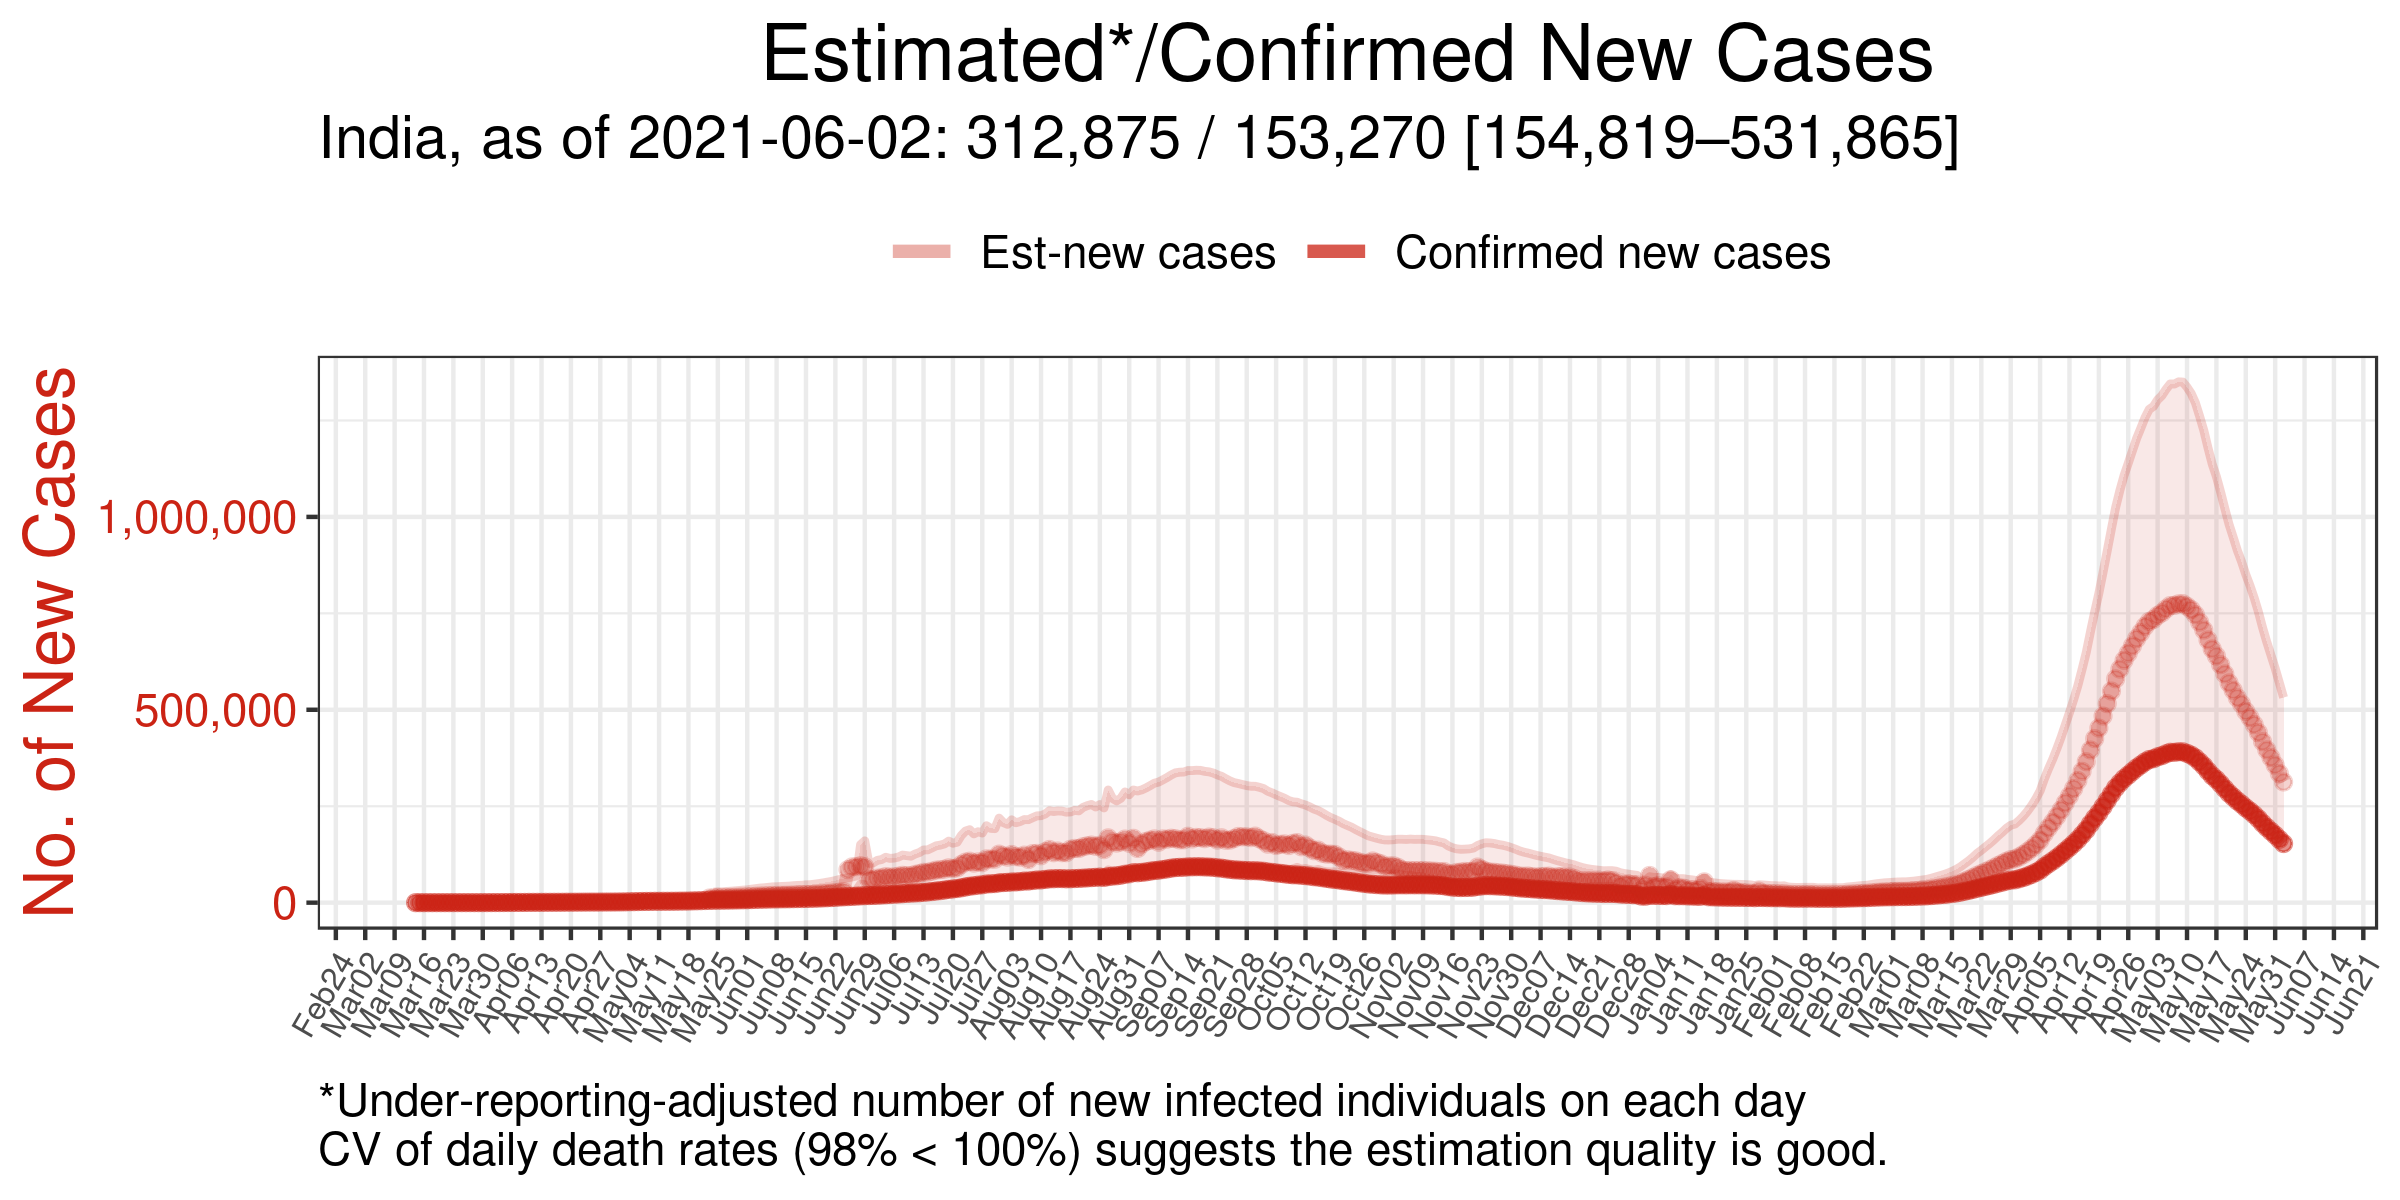 Estimated*/Confirmed New Cases
India, as of 2021-06-02: 312,875 / 153,270 [154,819–531,865]
Est-new cases
Confirmed new cases
No. of New Cases
1,000,000
500,000
0
Feb24
Mar02
Mar09
Mar16
Mar23
Mar30
Apr06
Apr13
Apr20
Apr27
May04
May11
May18
May25
Jun01
Jun08
Jun15
Jun22
Jun29
Jul06
Jul13
Jul20
Jul27
Aug03
Aug10
Aug17
Aug24
Aug31
Sep07
Sep14
Sep21
Sep28
Oct05
Oct12
Oct19
Oct26
Nov02
Nov09
Nov16
Nov23
Nov30
Dec07
Dec14
Dec21
Dec28
Jan04
Jan11
Jan18
Jan25
Feb01
Feb08
Feb15
Feb22
Mar01
Mar08
Mar15
Mar22
Mar29
Apr05
Apr12
Apr19
Apr26
May03
May10
May17
May24
May31
Jun07
Jun14
Jun21
*Under-reporting-adjusted number of new infected individuals on each day
CV of daily death rates (98% < 100%) suggests the estimation quality is good.